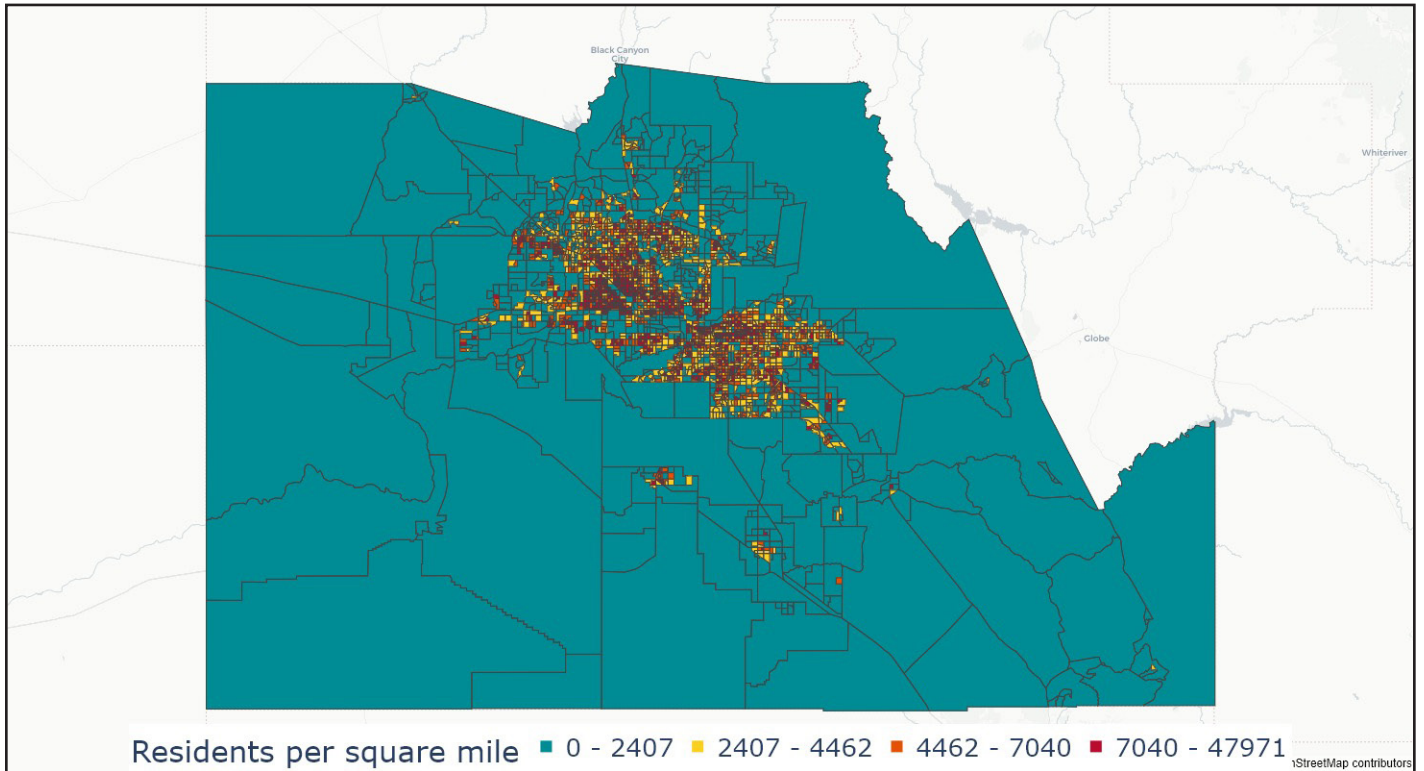 Black Canyon
City
Whiteriver
Globe
Residents per square mile 0 - 2407 2407 - 4462 4462 - 7040 7040 - 47971
nStreetMap contributors